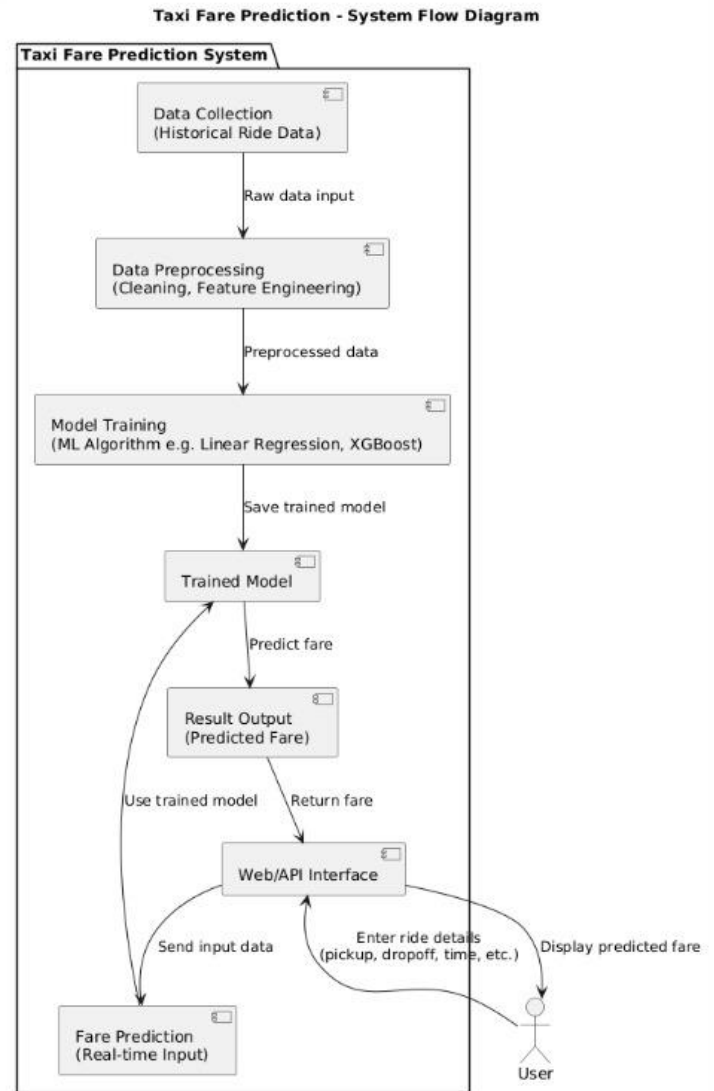 Taxi Fare Prediction - System Flow Diagram
Taxi Fare Prediction System
Data Collection
(Historical Ride Data)
Raw data input
Data Preprocessing
(Cleaning, Feature Engineering)
Preprocessed data
Model Training
(ML Algorithm e.g. Linear Regression, XGBoost)
Save trained model
Trained Model
Predict fare
Result Output
(Predicted Fare)
Use trained model
Return fare
Web/API Interface
Send input data
Enter ride details
(pickup, dropoff, time, etc.)
Display predicted fare
Fare Prediction
(Real-time Input)
User